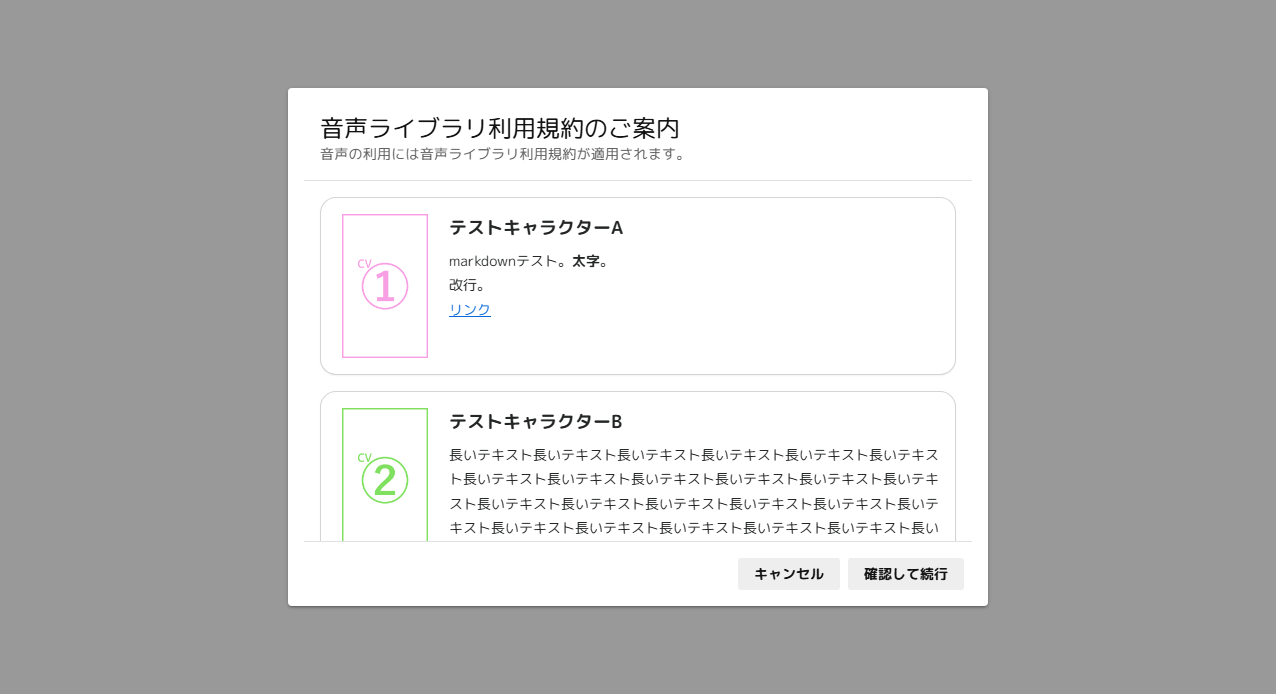 音声ライブラリ利用規約のご案内
音声の利用には音声ライブラリ利用規約が適用されます。
CV
①
テストキャラクターA
markdownテスト。太字。
改行。
リンク
CV
②
テストキャラクターB
長いテキスト長いテキスト長いテキスト長いテキスト長いテキスト長いテキス
ト長いテキスト長いテキスト長いテキスト長いテキスト長いテキスト長いテキ
スト長いテキスト長いテキスト長いテキスト長いテキスト長いテキスト長いテ
キスト長いテキスト長いテキスト長いテキスト長いテキスト長いテキスト長い
キャンセル
確認して続行